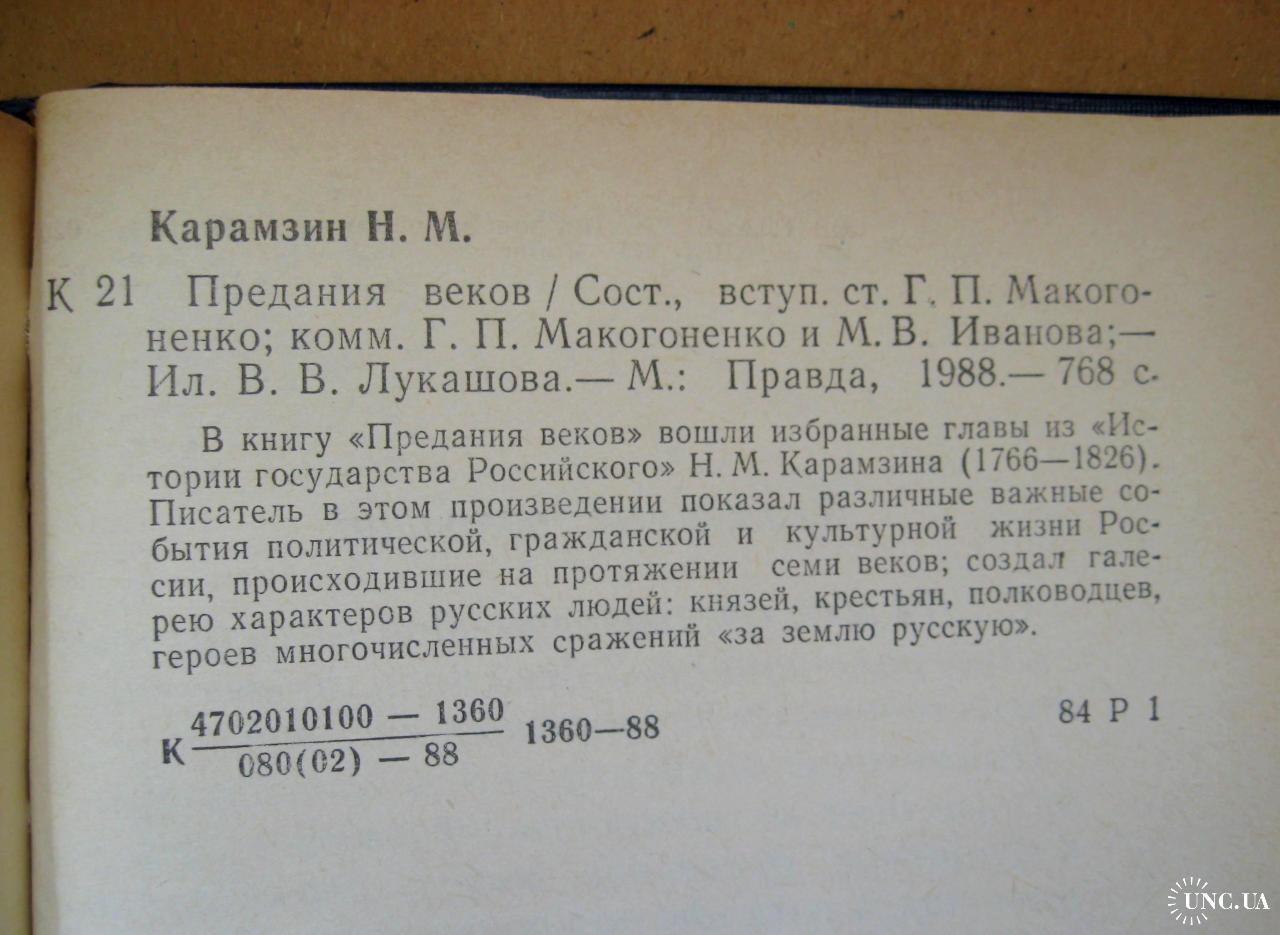 Карамзин Н. М.
К 21 Предания веков / Сост., вступ. ст. Г. П. Макого-
ненко; комм. Г. П. Макогоненко и М. В. Иванова;—
Ил. В. В. Лукашова.— М.: Правда, 1988.— 768 с.
В книгу «Предания веков» вошли избранные главы из «Ис-
тории государства Российского» Н. М. Карамзина (1766—1826).
Писатель в этом произведении показал различные важные со-
бытия политической, гражданской и культурной жизни Рос-
сии, происходившие на протяжении семи веков; создал гале-
рею характеров русских людей: князей, крестьян, полководцев,
героев многочисленных сражений «за землю русскую».
4702010100 — 1360
К 1360—88 84 Р 1
080(02) — 88
UNC.UA